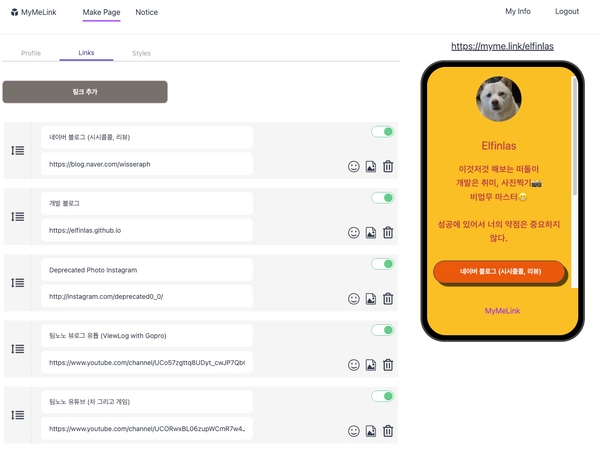 MyMeLink
Make Page
Notice
My Info
Logout
Profile
Links
Styles
링크 추가
네이버 블로그 (시시콜콜, 리뷰)
https://blog.naver.com/wisseraph
개발 블로그
https://elfinlas.github.io
Deprecated Photo Instagram
http://instagram.com/deprecated0_0/
팀노노 뷰로그 유튭 (ViewLog with Gopro)
https://www.youtube.com/channel/UCo57zgttq8UDyt_cwJP7Qb
팀노노 유튜브 (차 그리고 게임)
https://www.youtube.com/channel/UCORwxBL06zupWCmR7w4
https://myme.link/elfinlas
Elfinlas
이것저것 해보는 떠돌이
개발은 취미, 사진찍기📸
비업무 마스터😁
성공에 있어서 너의 약점은 중요하지
않다.
네이버 블로그 (시시콜콜, 리뷰)
MyMeLink